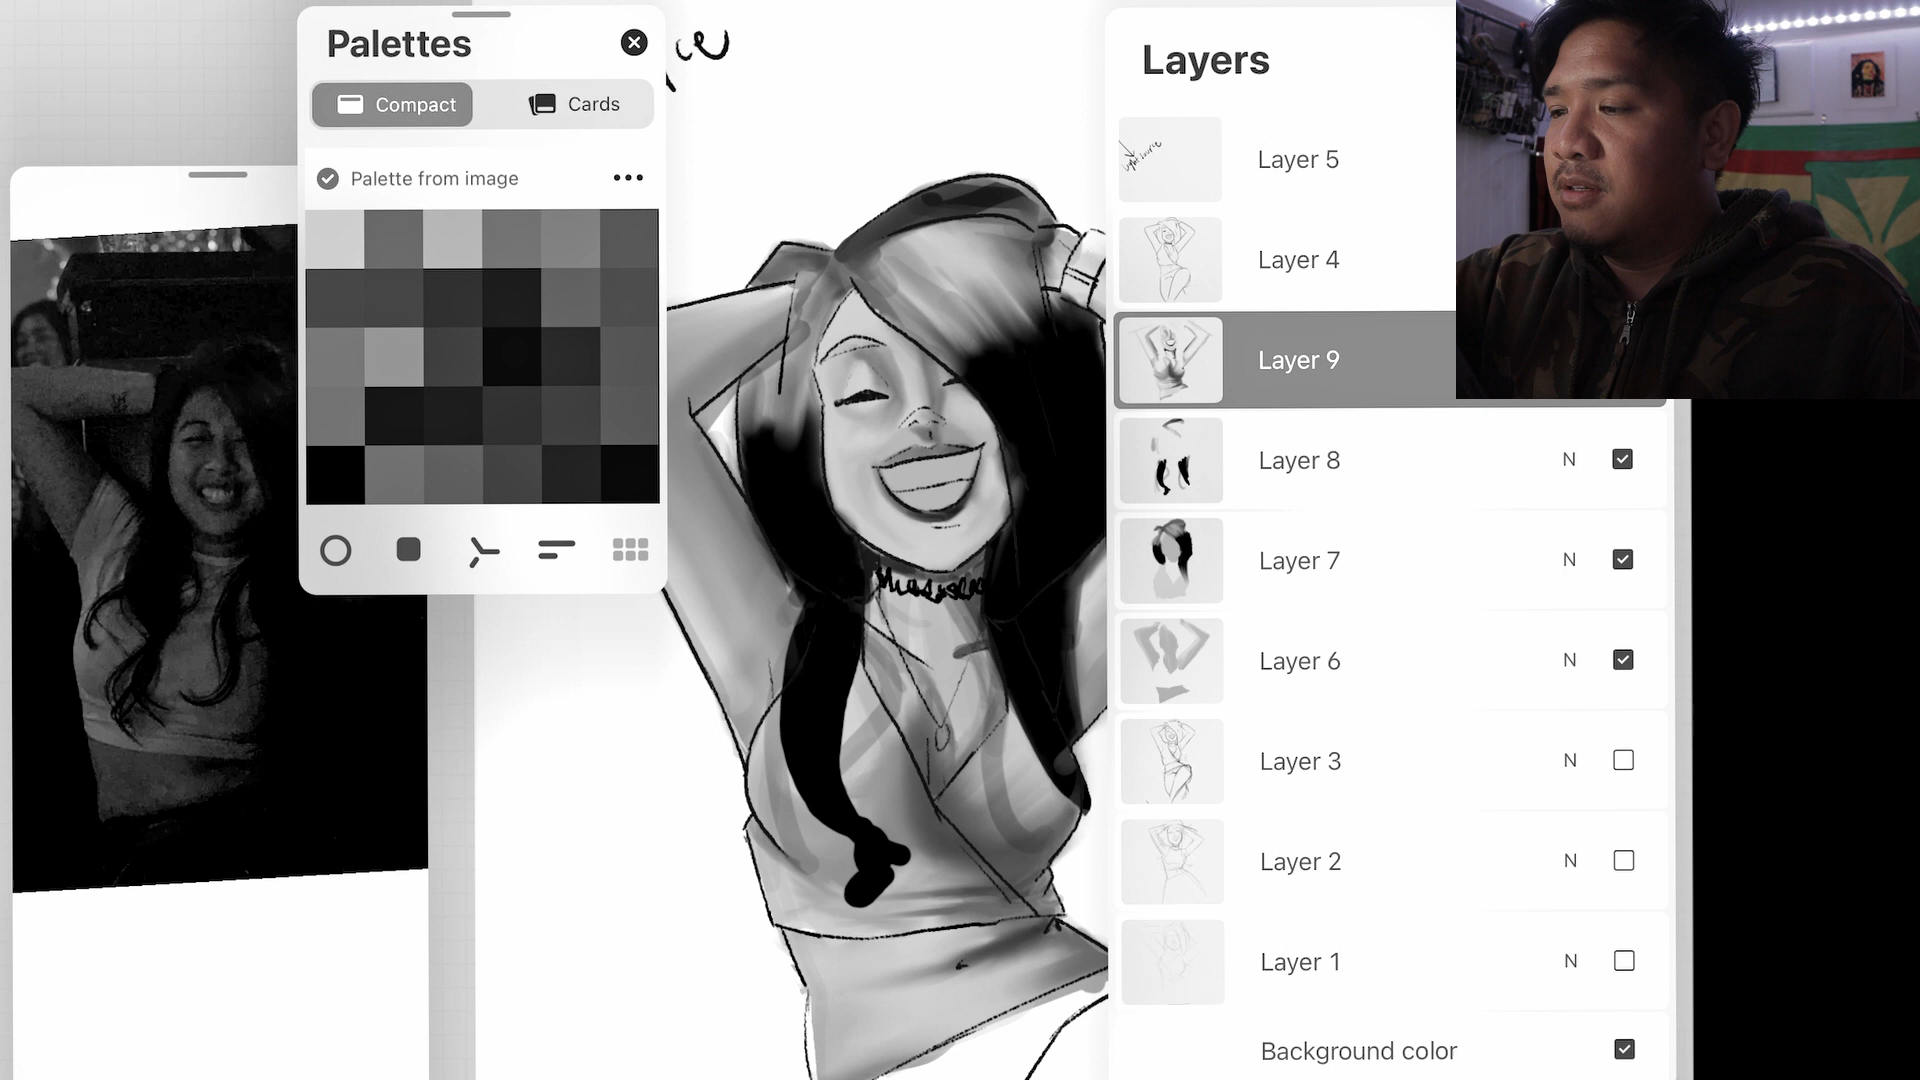 Palettes
Compact
Cards
Palette from image
Layers
Layer 5
Layer 4
Layer 9
Layer 8 N
Layer 7 N
Layer 6 N
Layer 3 N
Layer 2 N
Layer 1 N
Background color